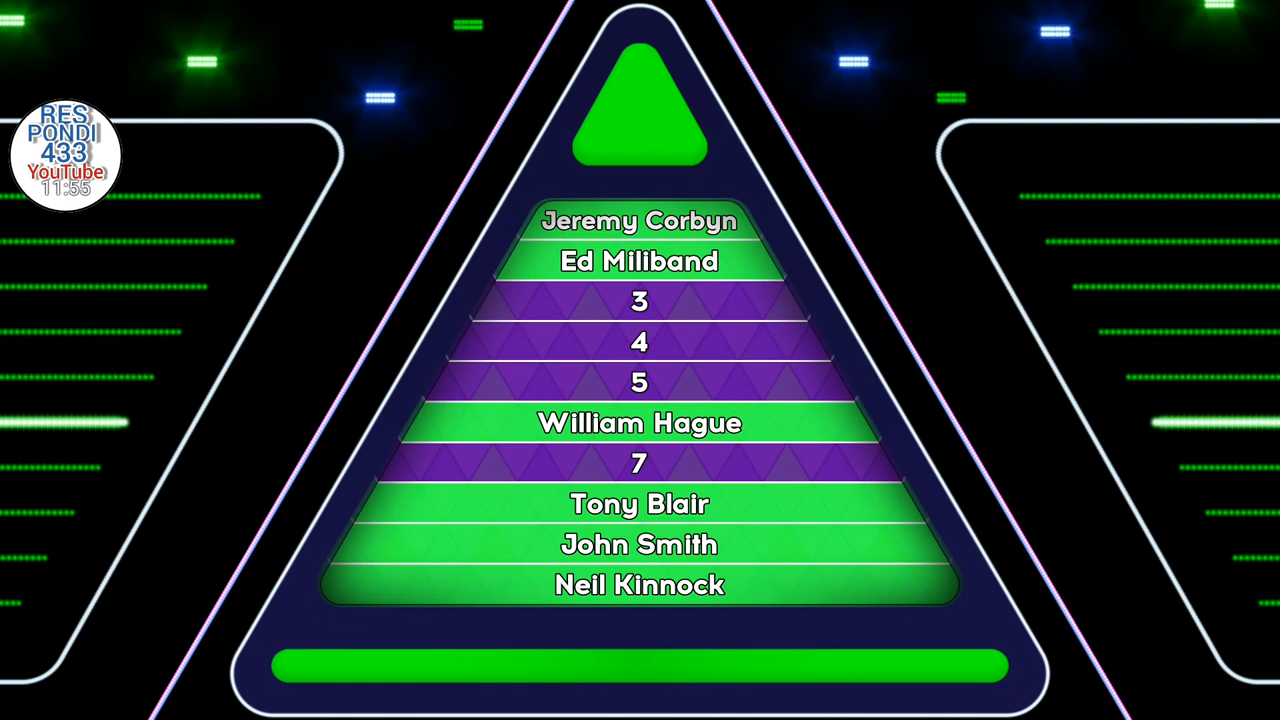 RES
PONDI
433
YouTube
11:55
Jeremy Corbyn
Ed Miliband
3
4
5
William Hague
7
Tony Blair
John Smith
Neil Kinnock